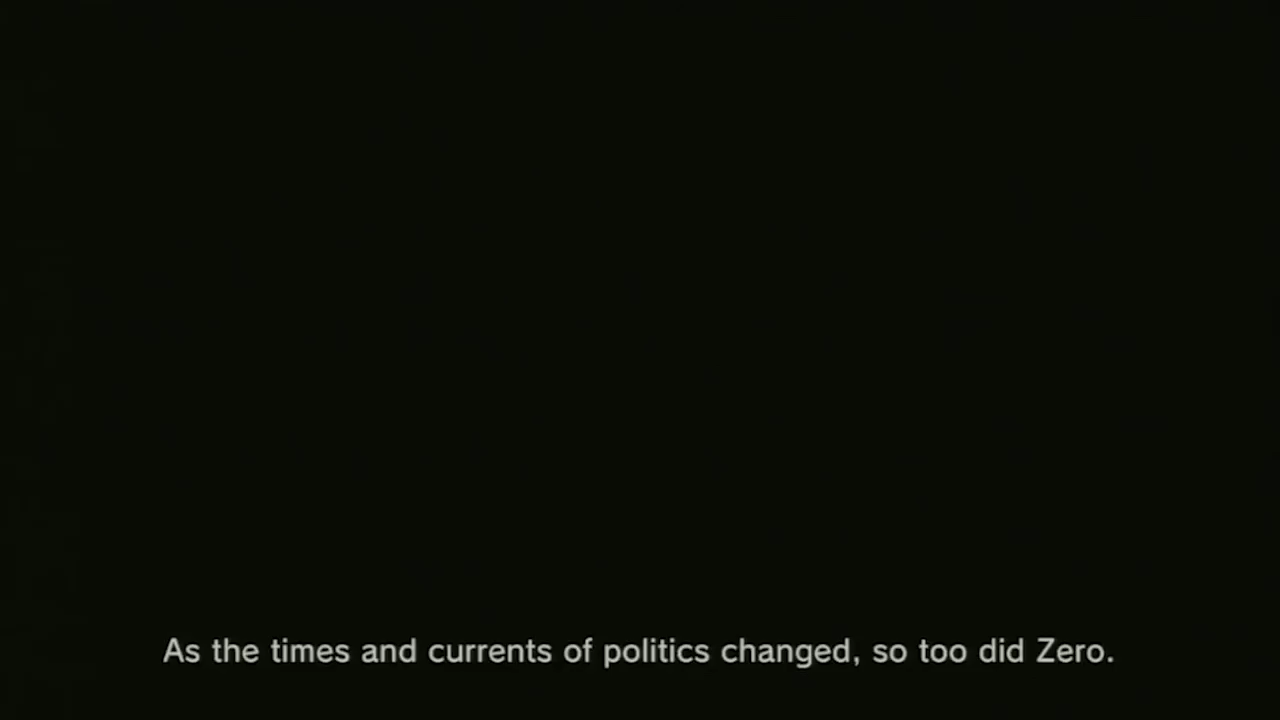 As the times and currents of politics changed, so too did Zero.